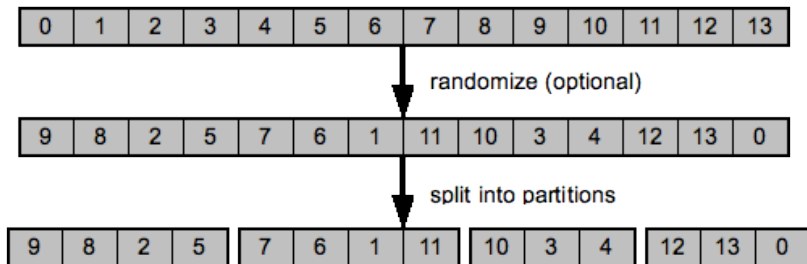 0 1 2 3 4 5 6 7 8 9 10 11 12 13
randomize (optional)
9 8 2 5 7 6 1 11 10 3 4 12 13 0
split into partitions
9 8 2 5 7 6 1 11 10 3 4 12 13 0